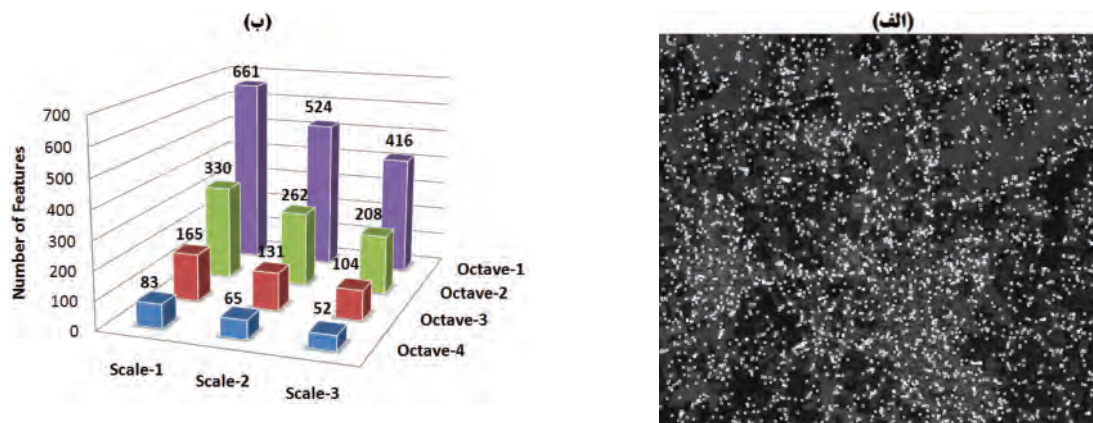 (الف)
(ب)
Number of Features
700
600
500
400
300
200
100
0
661
524
416
330
262
208
165
131
104
83
65
52
Octave-1
Octave-2
Octave-3
Octave-4
Scale-1
Scale-2
Scale-3